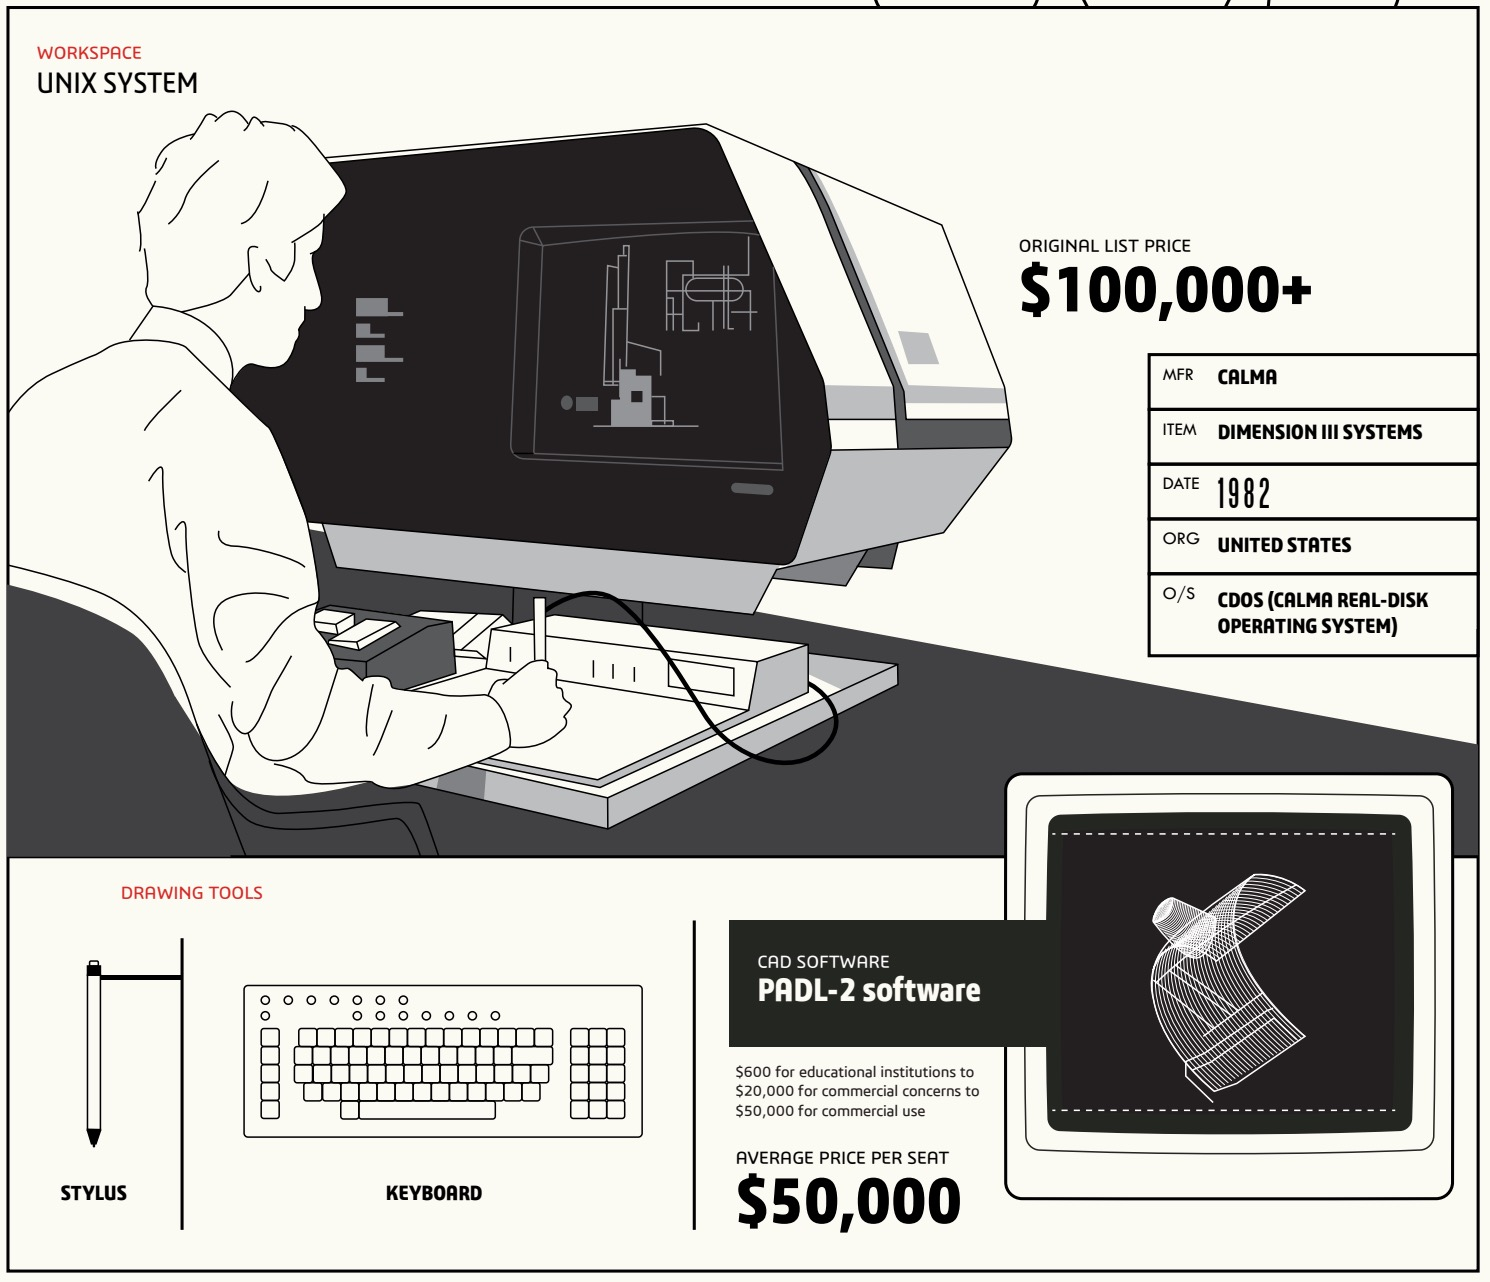 WORKSPACE
UNIX SYSTEM
ORIGINAL LIST PRICE
$100,000+
MFR CALMA
ITEM DIMENSION III SYSTEMS
DATE 1982
ORG UNITED STATES
O/S CDOS (CALMA REAL-DISK
OPERATING SYSTEM)
DRAWING TOOLS
STYLUS
KEYBOARD
CAD SOFTWARE
PADL-2 software
$600 for educational institutions to
$20,000 for commercial concerns to
$50,000 for commercial use
AVERAGE PRICE PER SEAT
$50,000